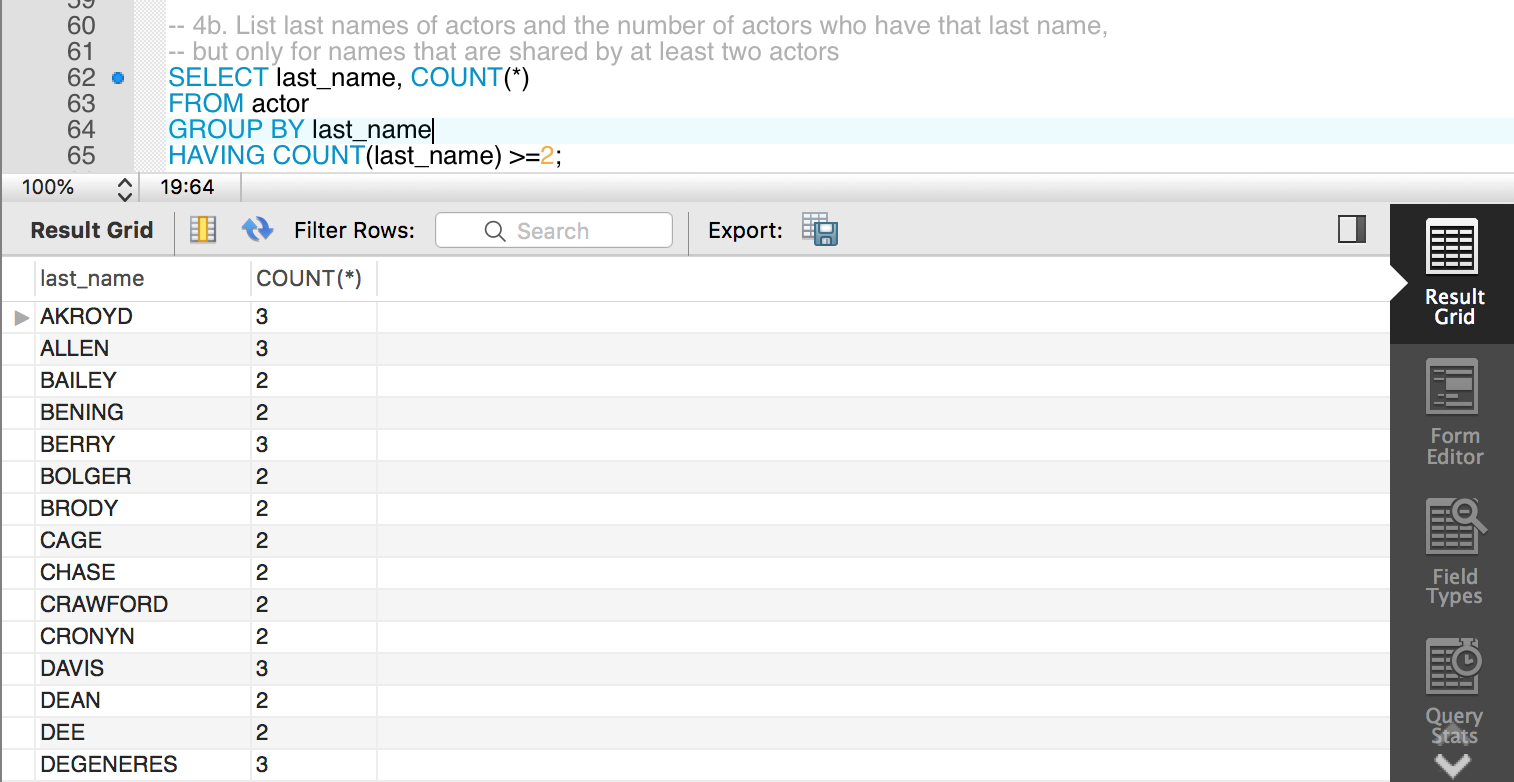 59
60 -- 4b. List last names of actors and the number of actors who have that last name,
61 -- but only for names that are shared by at least two actors
62 SELECT last_name, COUNT(*)
63 FROM actor
64 GROUP BY last_name
65 HAVING COUNT(last_name) >=2;
100% 19:64
Result Grid Filter Rows: Search Export:
last_name COUNT(*)
AKROYD 3
ALLEN 3
BAILEY 2
BENING 2
BERRY 3
BOLGER 2
BRODY 2
CAGE 2
CHASE 2
CRAWFORD 2
CRONYN 2
DAVIS 3
DEAN 2
DEE 2
DEGENERES 3
Result
Grid
Form
Editor
Field
Types
Query
Stats